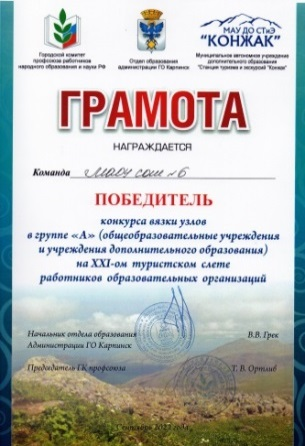 Городской комитет
профсоюза работников
народного образования и науки РФ
Отдел образования
администрации ГО Карпинск
МАУ ДО СТиЭ
"КОНЖАК"
Муниципальное автономное учреждение
дополнительного образования
"Станция туризма и экскурсий "Конжак"
ГРАМОТА
НАГРАЖДАЕТСЯ
Команда МАОУ СОШ №6
ПОБЕДИТЕЛЬ
конкурса вязки узлов
в группе «А» (общеобразовательные учреждения
и учреждения дополнительного образования)
на XXI-ом туристском слете
работников образовательных организаций
Начальник отдела образования
Администрации ГО Карпинск
В.В. Грек
Предидатель ГК профсоюза
Т. В. Ортлиб